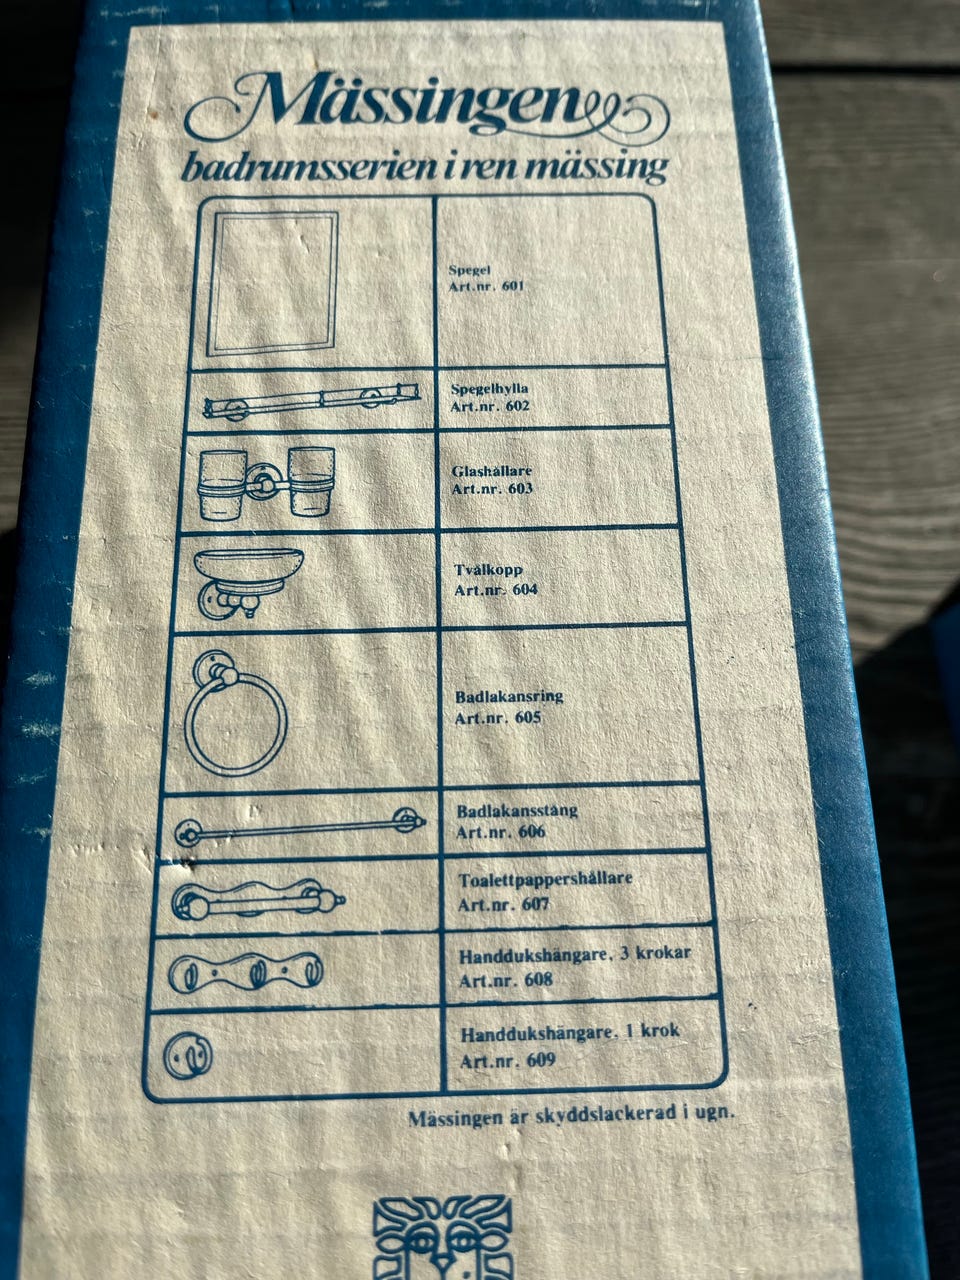 Mässingen
badrumsserien i ren mässing
Spegel
Art.nr. 601
Spegelhylla
Art.nr. 602
Glashållare
Art.nr. 603
Tvålkopp
Art.nr. 604
Badlakansring
Art.nr. 605
Badlakansstång
Art.nr. 606
Toalettpappershållare
Art.nr. 607
Handdukshängare, 3 krokar
Art.nr. 608
Handdukshängare, 1 krok
Art.nr. 609
Mässingen är skyddslackerad i ugn.